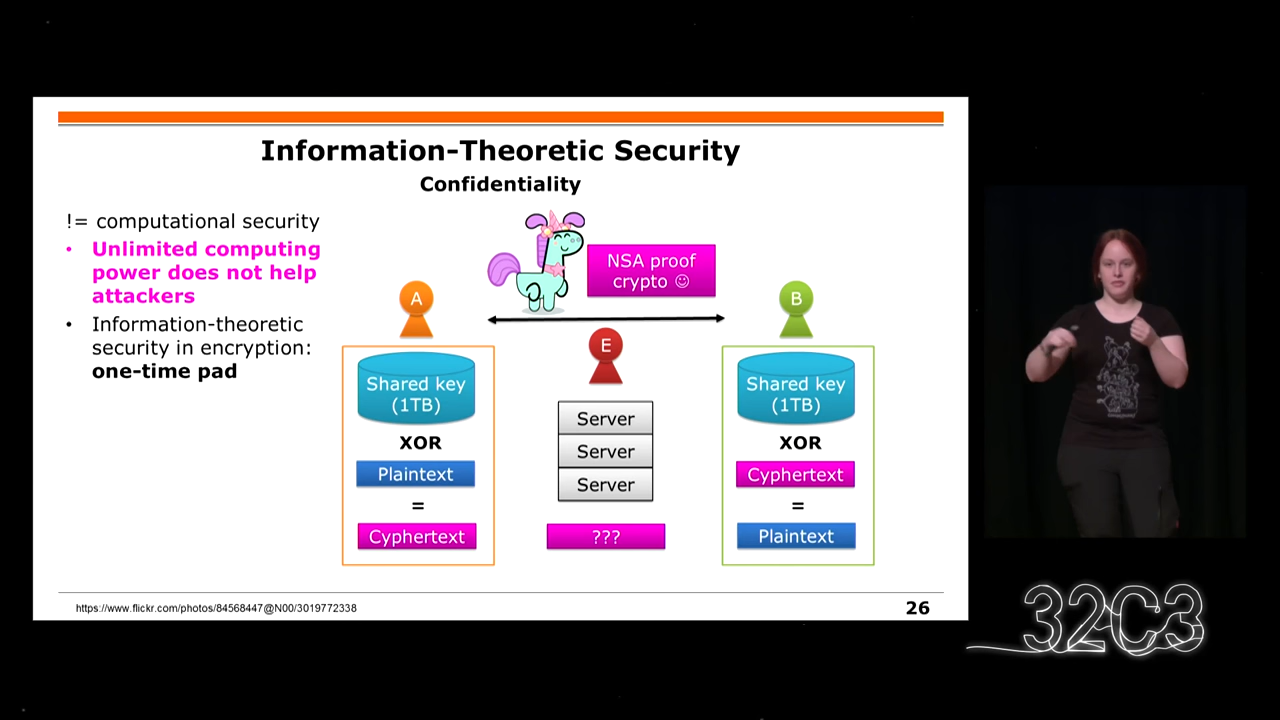 Information-Theoretic Security
Confidentiality
!= computational security
• Unlimited computing
power does not help
attackers
• Information-theoretic
security in encryption:
one-time pad
NSA proof
crypto ☺
A
B
E
Shared key
(1TB)
XOR
Plaintext
=
Cyphertext
Server
Server
Server
???
Shared key
(1TB)
XOR
Cyphertext
=
Plaintext
https://www.flickr.com/photos/84568447@N00/3019772338
26
32C3